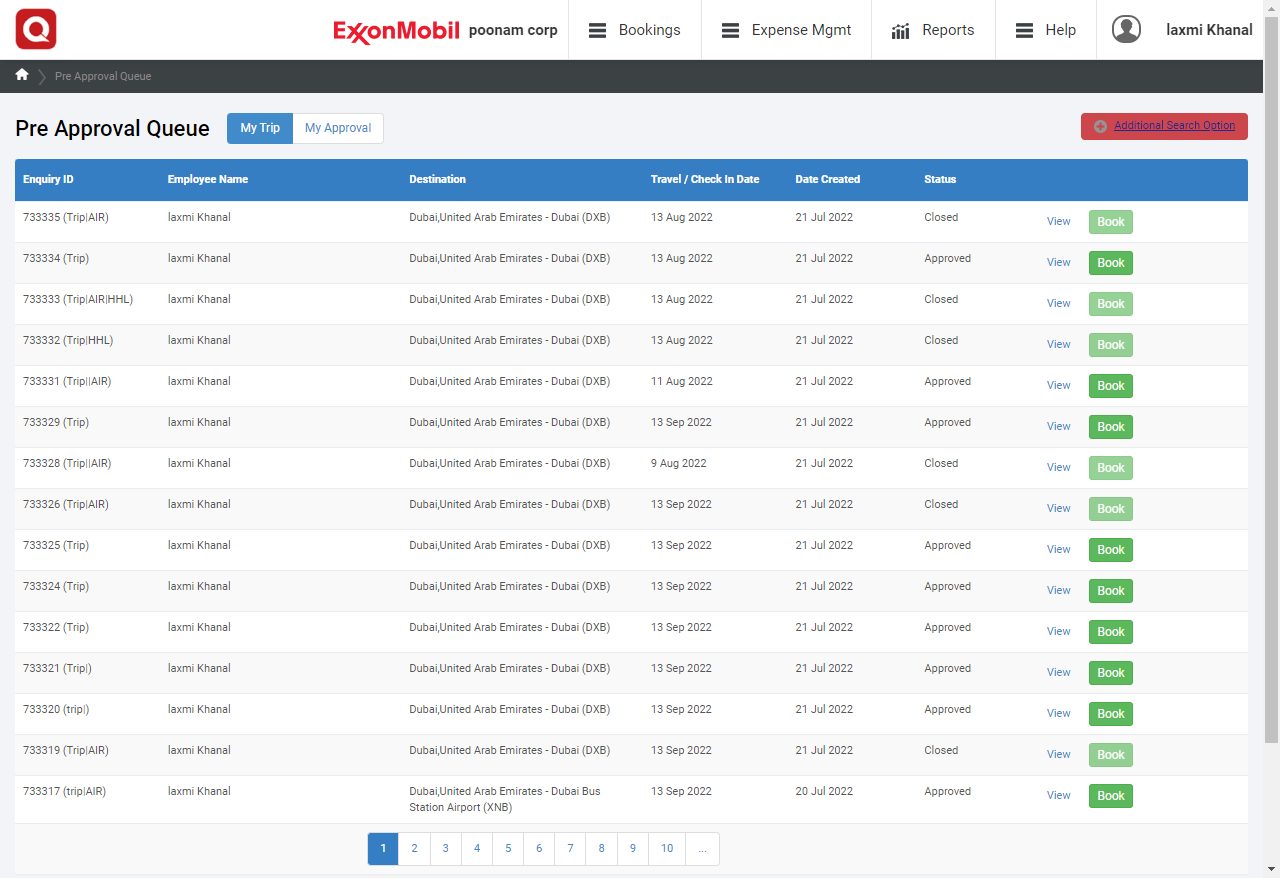 Q ExxonMobil poonam corp Bookings Expense Mgmt Reports Help laxmi Khanal
Pre Approval Queue
Pre Approval Queue My Trip My Approval Additional Search Option
Enquiry ID Employee Name Destination Travel / Check In Date Date Created Status
733335 (Trip|AIR) laxmi Khanal Dubai,United Arab Emirates - Dubai (DXB) 13 Aug 2022 21 Jul 2022 Closed View Book
733334 (Trip) laxmi Khanal Dubai,United Arab Emirates - Dubai (DXB) 13 Aug 2022 21 Jul 2022 Approved View Book
733333 (Trip|AIR|HHL) laxmi Khanal Dubai,United Arab Emirates - Dubai (DXB) 13 Aug 2022 21 Jul 2022 Closed View Book
733332 (Trip|HHL) laxmi Khanal Dubai,United Arab Emirates - Dubai (DXB) 13 Aug 2022 21 Jul 2022 Closed View Book
733331 (Trip||AIR) laxmi Khanal Dubai,United Arab Emirates - Dubai (DXB) 11 Aug 2022 21 Jul 2022 Approved View Book
733329 (Trip) laxmi Khanal Dubai,United Arab Emirates - Dubai (DXB) 13 Sep 2022 21 Jul 2022 Approved View Book
733328 (Trip||AIR) laxmi Khanal Dubai,United Arab Emirates - Dubai (DXB) 9 Aug 2022 21 Jul 2022 Closed View Book
733326 (Trip|AIR) laxmi Khanal Dubai,United Arab Emirates - Dubai (DXB) 13 Sep 2022 21 Jul 2022 Closed View Book
733325 (Trip) laxmi Khanal Dubai,United Arab Emirates - Dubai (DXB) 13 Sep 2022 21 Jul 2022 Approved View Book
733324 (Trip) laxmi Khanal Dubai,United Arab Emirates - Dubai (DXB) 13 Sep 2022 21 Jul 2022 Approved View Book
733322 (Trip) laxmi Khanal Dubai,United Arab Emirates - Dubai (DXB) 13 Sep 2022 21 Jul 2022 Approved View Book
733321 (Trip|) laxmi Khanal Dubai,United Arab Emirates - Dubai (DXB) 13 Sep 2022 21 Jul 2022 Approved View Book
733320 (trip|) laxmi Khanal Dubai,United Arab Emirates - Dubai (DXB) 13 Sep 2022 21 Jul 2022 Approved View Book
733319 (Trip|AIR) laxmi Khanal Dubai,United Arab Emirates - Dubai (DXB) 13 Sep 2022 21 Jul 2022 Closed View Book
733317 (trip|AIR) laxmi Khanal Dubai,United Arab Emirates - Dubai Bus 13 Sep 2022 20 Jul 2022 Approved View Book
Station Airport (XNB)
1 2 3 4 5 6 7 8 9 10 ...